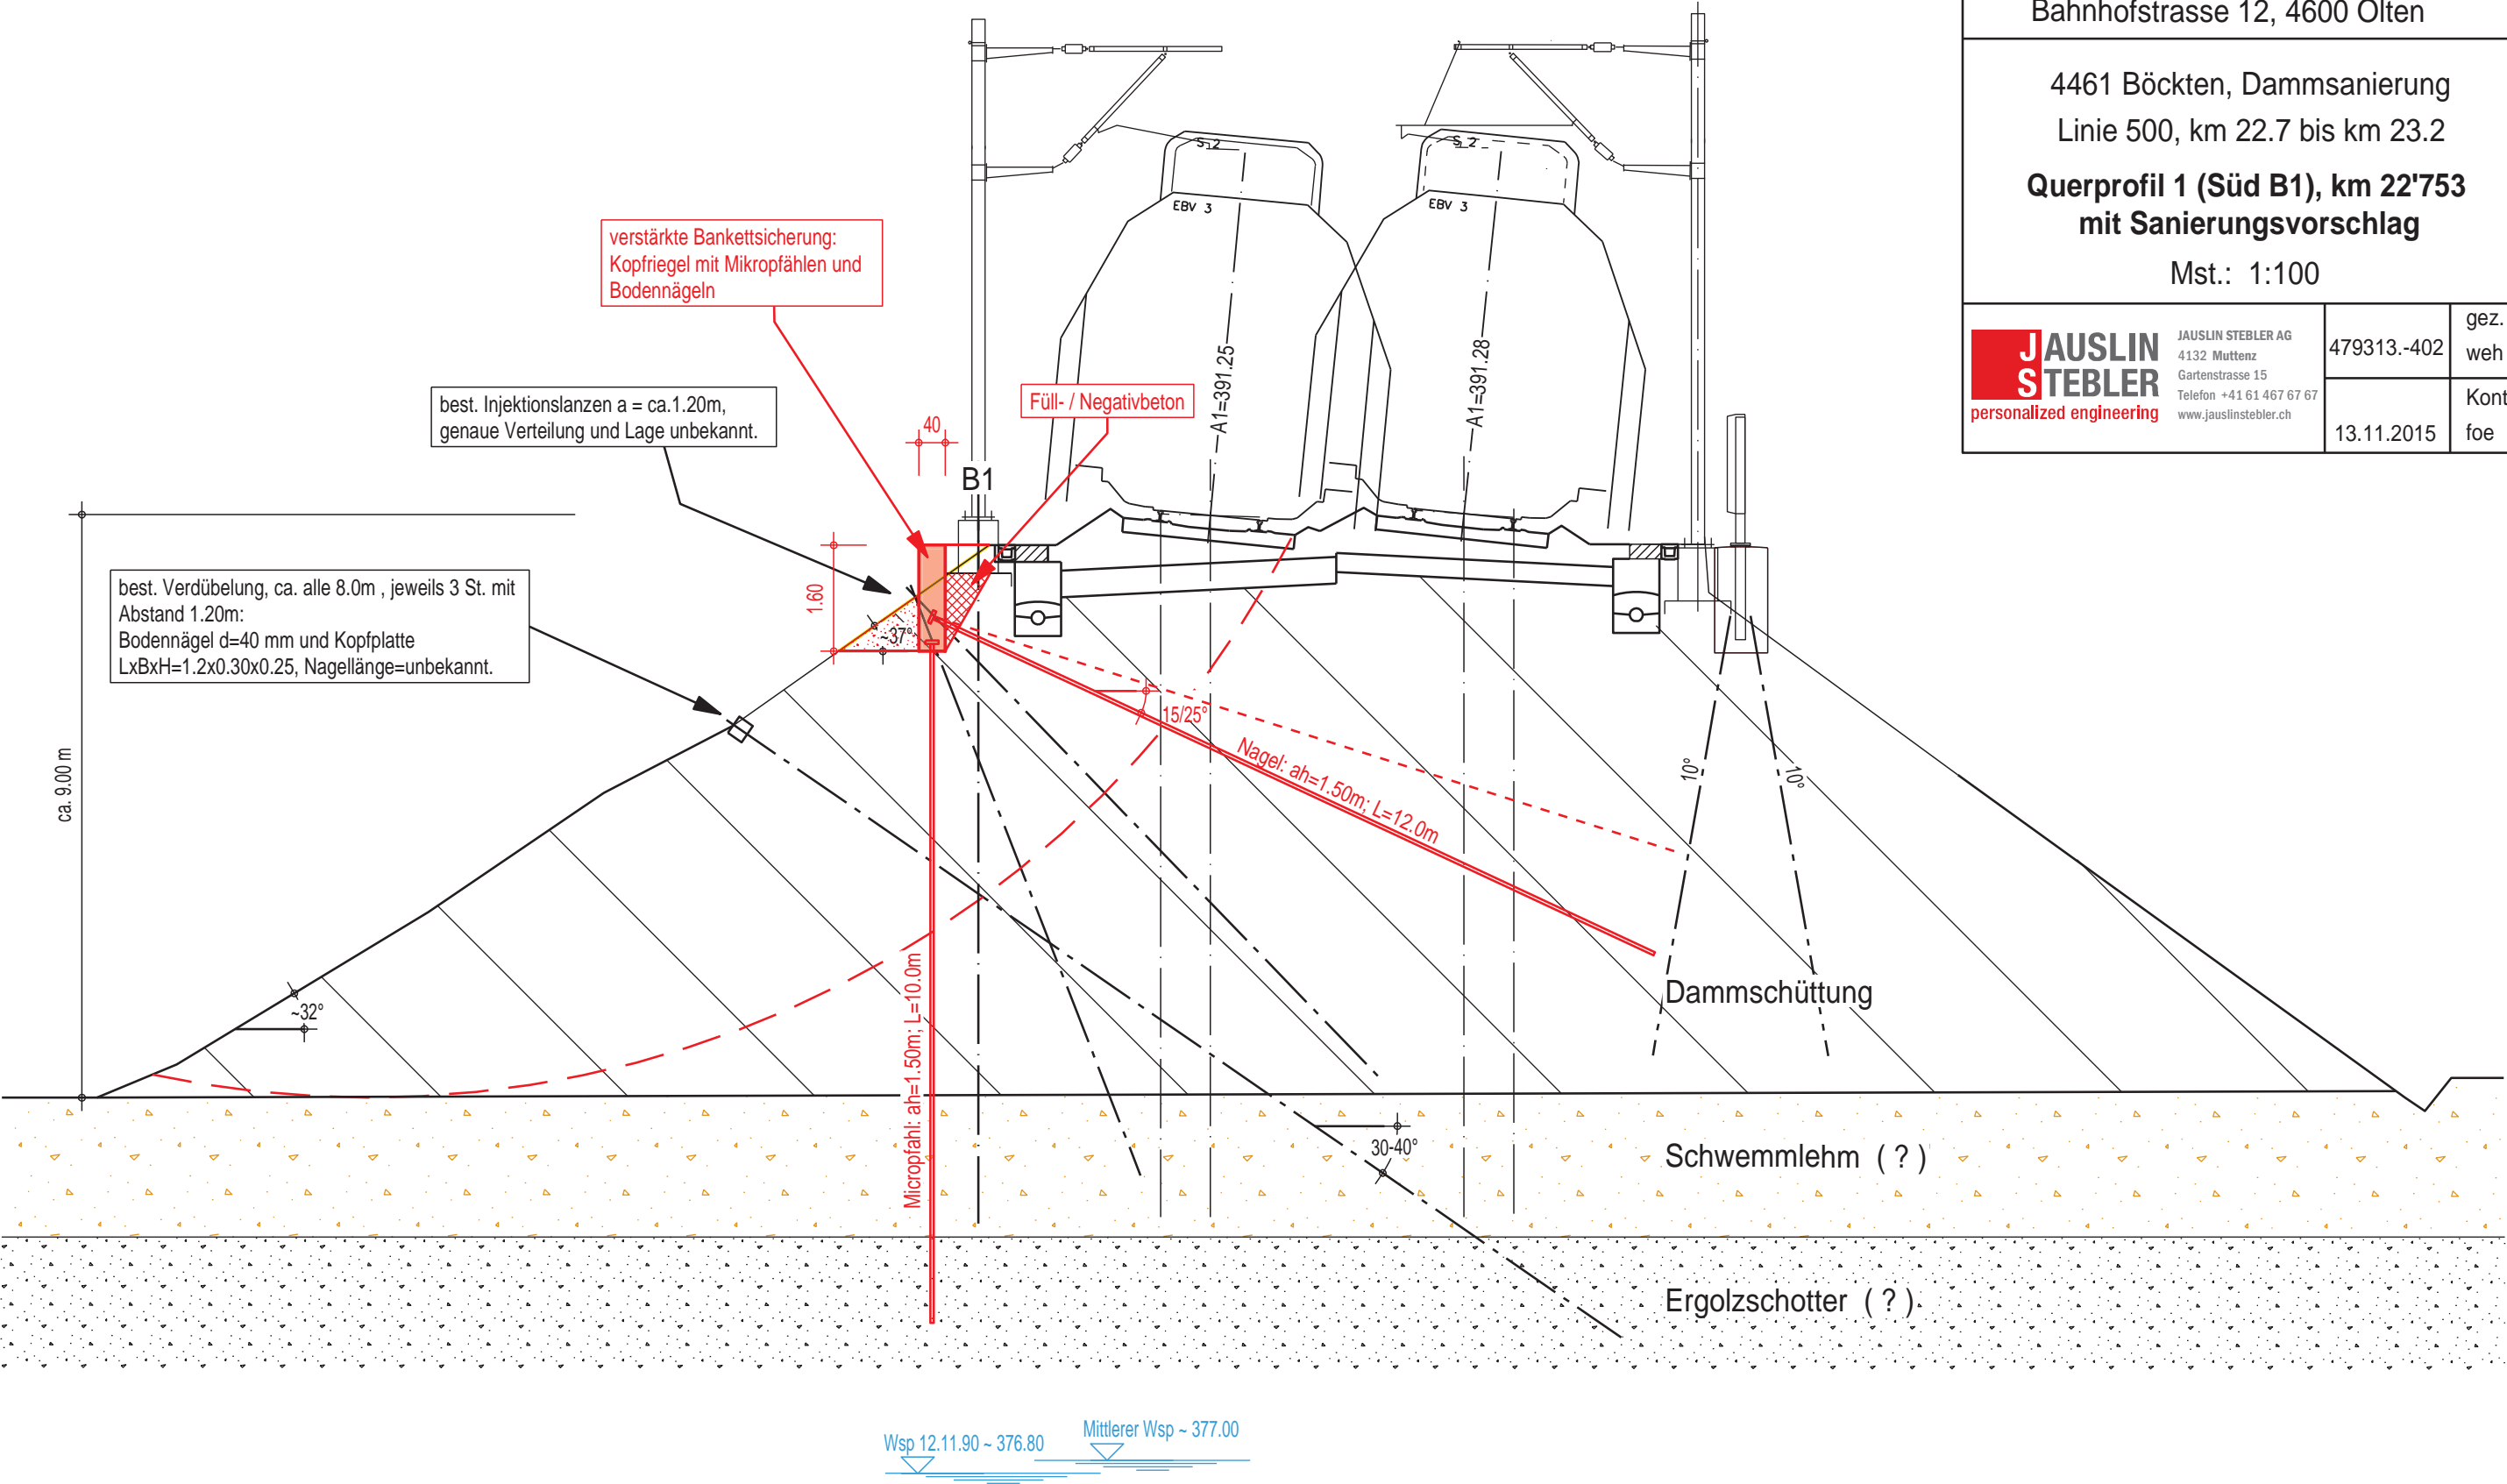 Bahnhofstrasse 12, 4600 Olten
4461 Böckten, Dammsanierung
Linie 500, km 22.7 bis km 23.2
Querprofil 1 (Süd B1), km 22'753
mit Sanierungsvorschlag
Mst.: 1:100
JAUSLIN
STEBLER
personalized engineering
JAUSLIN STEBLER AG
4132 Muttenz
Gartenstrasse 15
Telefon +41 61 467 67 67
www.jauslinstebler.ch
479313.-402
gez.
weh
13.11.2015
Kont
foe
S 2
S 2
EBV 3
EBV 3
A1=391.25
A1=391.28
verstärkte Bankettsicherung:
Kopfriegel mit Mikropfählen und
Bodennägeln
best. Injektionslanzen a = ca.1.20m,
genaue Verteilung und Lage unbekannt.
Füll- / Negativbeton
40
B1
best. Verdübelung, ca. alle 8.0m , jeweils 3 St. mit
Abstand 1.20m:
Bodennägel d=40 mm und Kopfplatte
LxBxH=1.2x0.30x0.25, Nagellänge=unbekannt.
1.60
~37°
15/25°
Nagel: ah=1.50m; L=12.0m
10°
10°
ca. 9.00 m
~32°
Micropfahl: ah=1.50m; L=10.0m
Dammschüttung
30-40°
Schwemmlehm ( ? )
Ergolzschotter ( ? )
Wsp 12.11.90 ~ 376.80
Mittlerer Wsp ~ 377.00